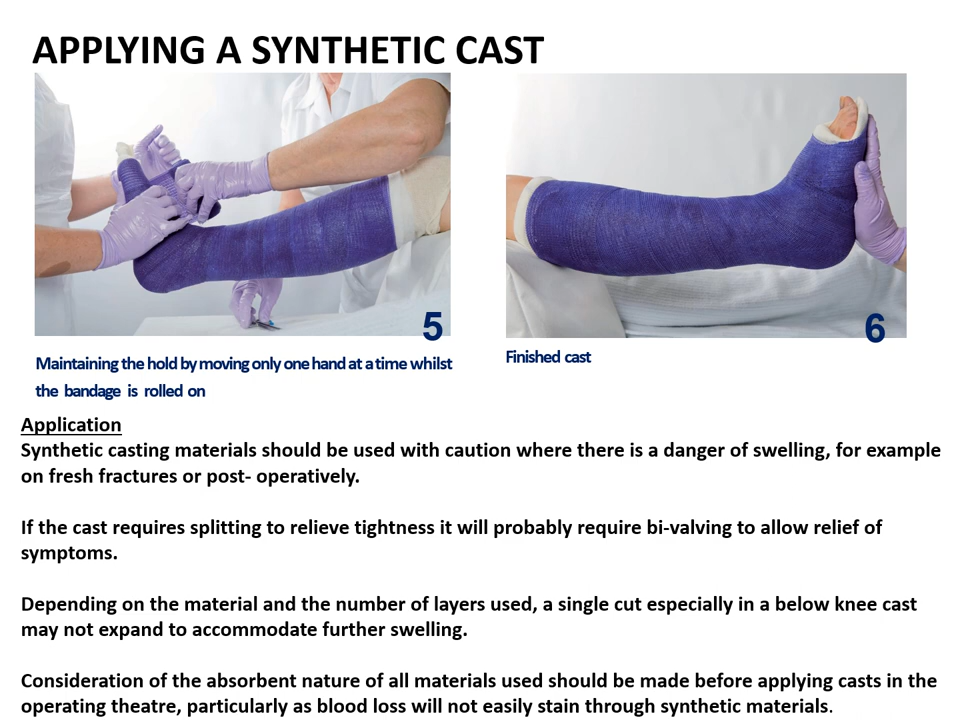 APPLYING A SYNTHETIC CAST
5
6
Maintaining the hold by moving only one hand at a time whilst
the bandage is rolled on
Finished cast
Application
Synthetic casting materials should be used with caution where there is a danger of swelling, for example
on fresh fractures or post- operatively.
If the cast requires splitting to relieve tightness it will probably require bi-valving to allow relief of
symptoms.
Depending on the material and the number of layers used, a single cut especially in a below knee cast
may not expand to accommodate further swelling.
Consideration of the absorbent nature of all materials used should be made before applying casts in the
operating theatre, particularly as blood loss will not easily stain through synthetic materials.